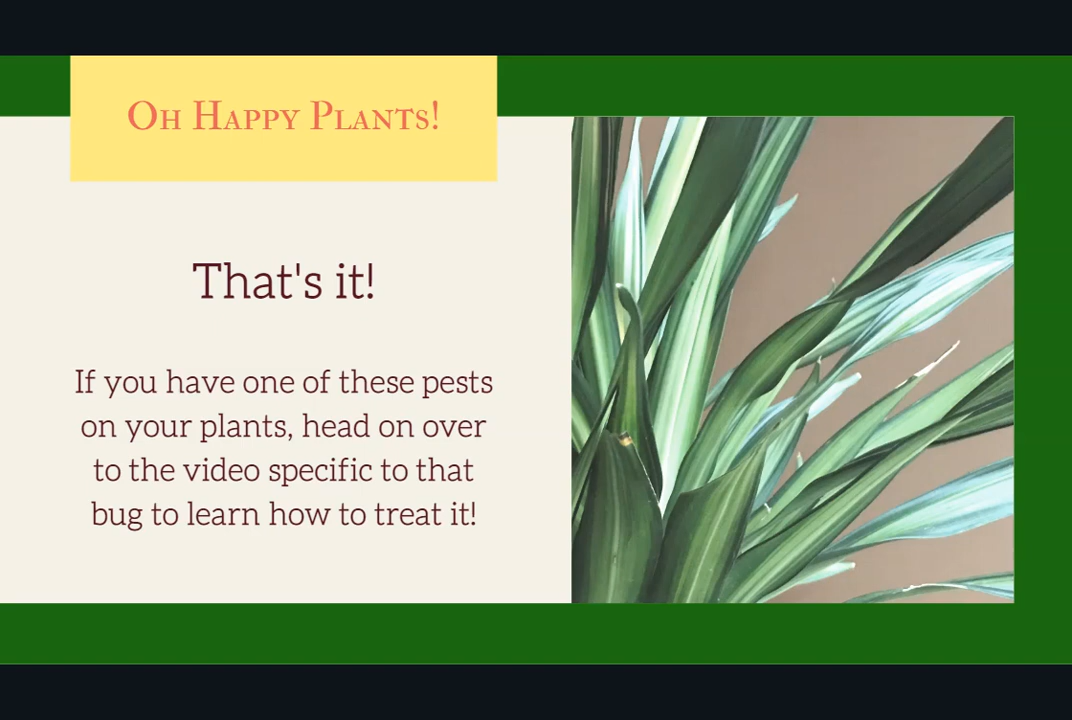 Oh Happy Plants!
That's it!
If you have one of these pests
on your plants, head on over
to the video specific to that
bug to learn how to treat it!